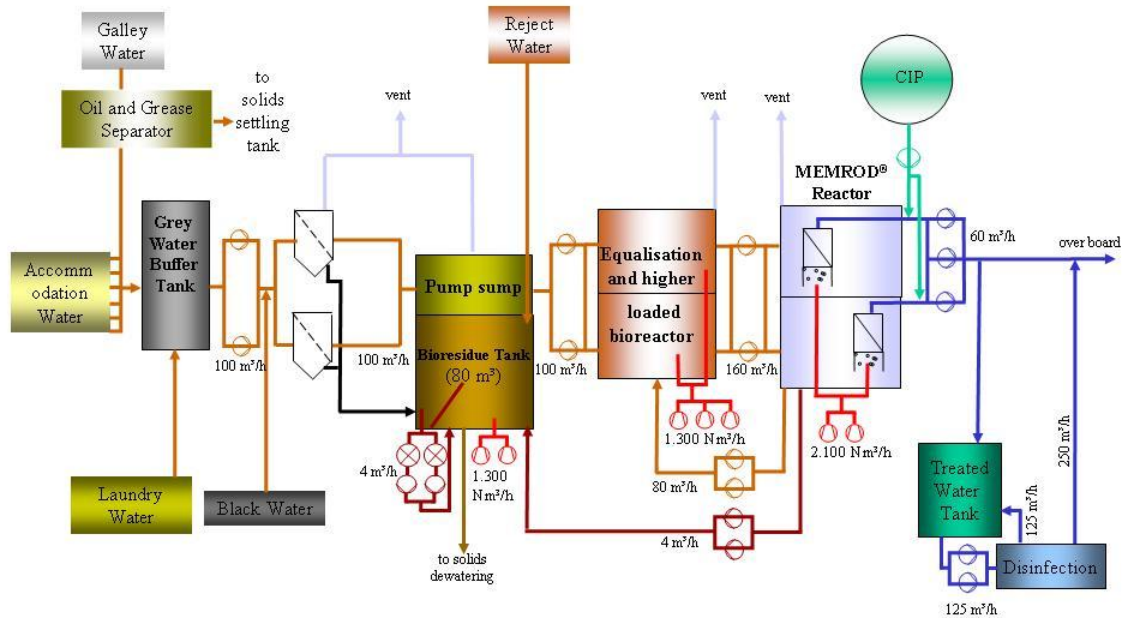 Galley
Water
Reject
Water
CIP
to
solids
settling
tank
Oil and Grease
Separator
vent
vent
vent
MEMROD®
Reactor
Grey
Water
Buffer
Tank
60 m³/h
over board
Accomm
odation
Water
Pump sump
Equalisation
and higher
loaded
bioreactor
100 m³/h
100 m³/h
Bioresidue Tank
(80 m³)
100 m³/h
160 m³/h
1.300 Nm³/h
2.100 Nm³/h
4 m³/h
1.300
Nm³/h
80 m³/h
250 m³/h
Treated
Water
Tank
125 m³/h
Laundry
Water
Black Water
4 m³/h
to solids
dewatering
Disinfection
125 m³/h